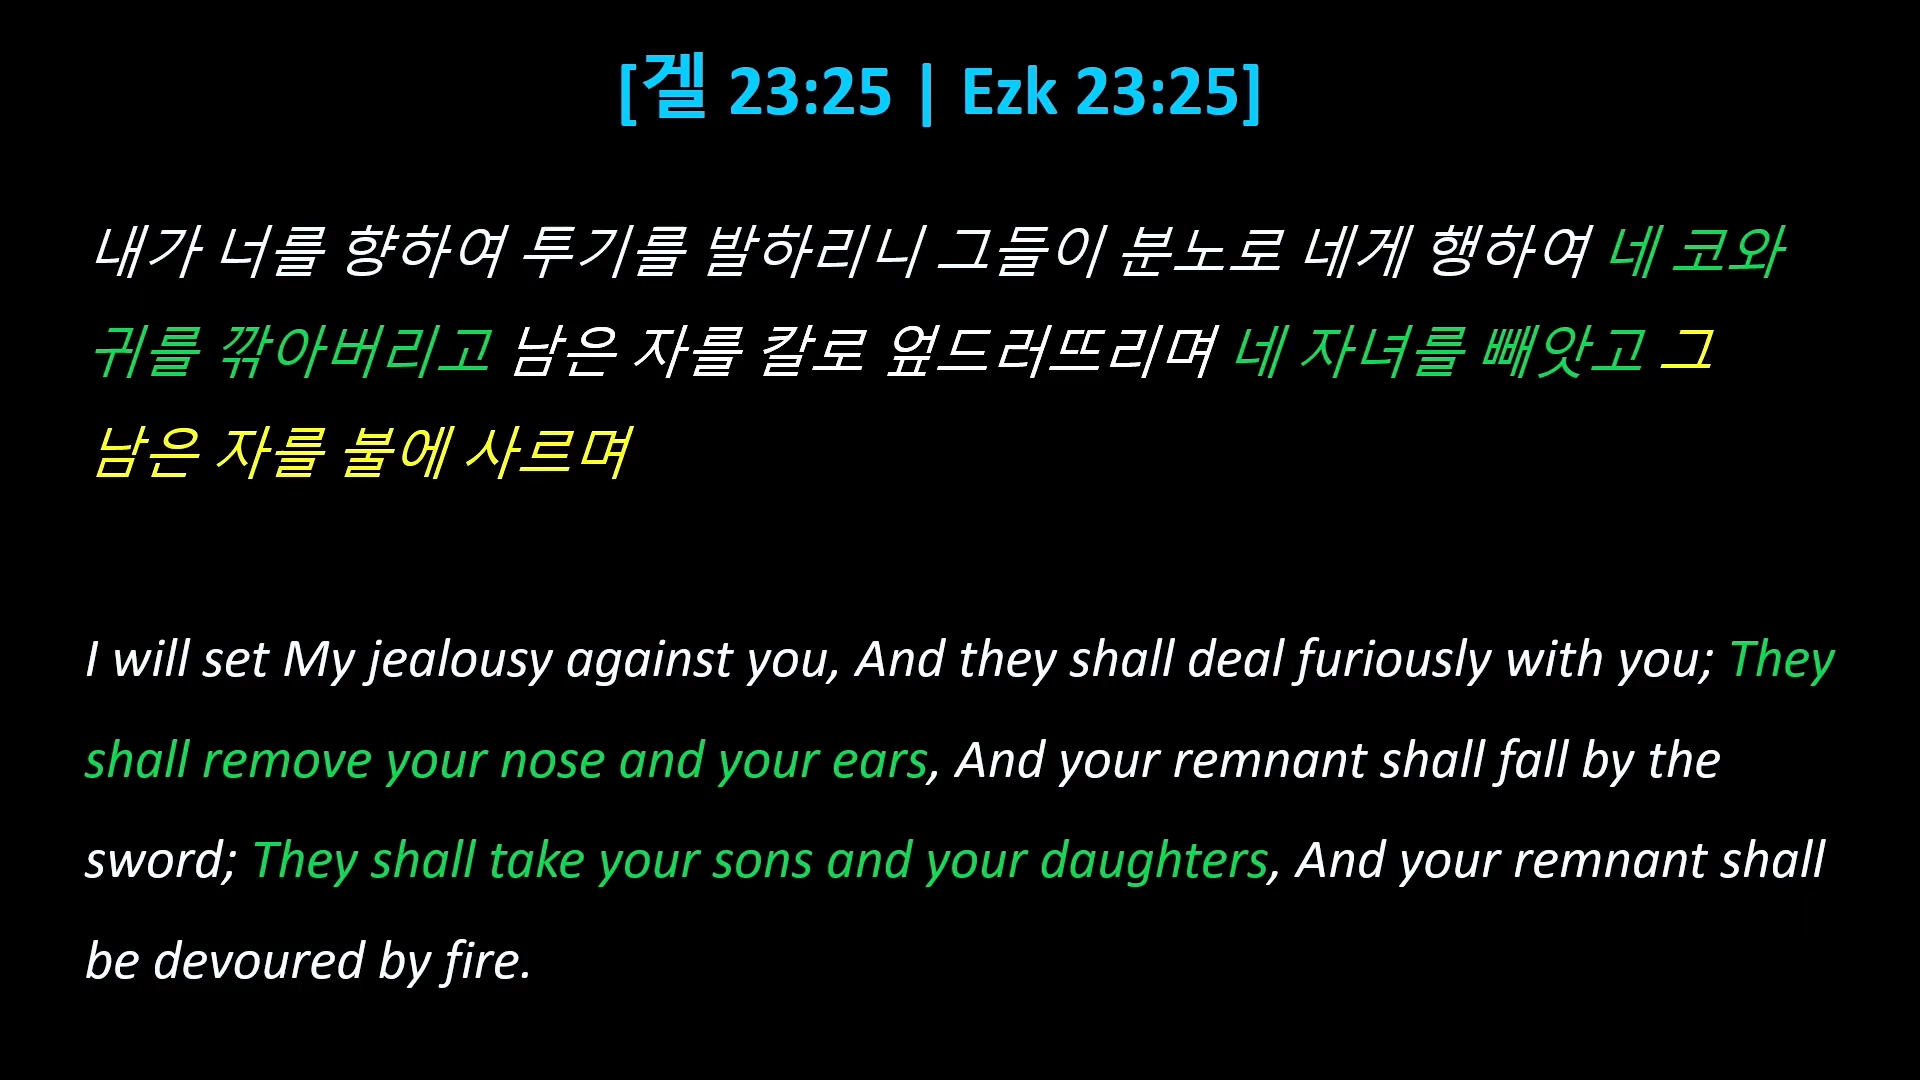 [겔 23:25 | Ezk 23:25]
내가 너를 향하여 투기를 발하리니 그들이 분노로 네게 행하여 네 코와
귀를 깎아버리고 남은 자를 칼로 엎드러뜨리며 네 자녀를 빼앗고 그
남은 자를 불에 사르며
I will set My jealousy against you, And they shall deal furiously with you; They
shall remove your nose and your ears, And your remnant shall fall by the
sword; They shall take your sons and your daughters, And your remnant shall
be devoured by fire.